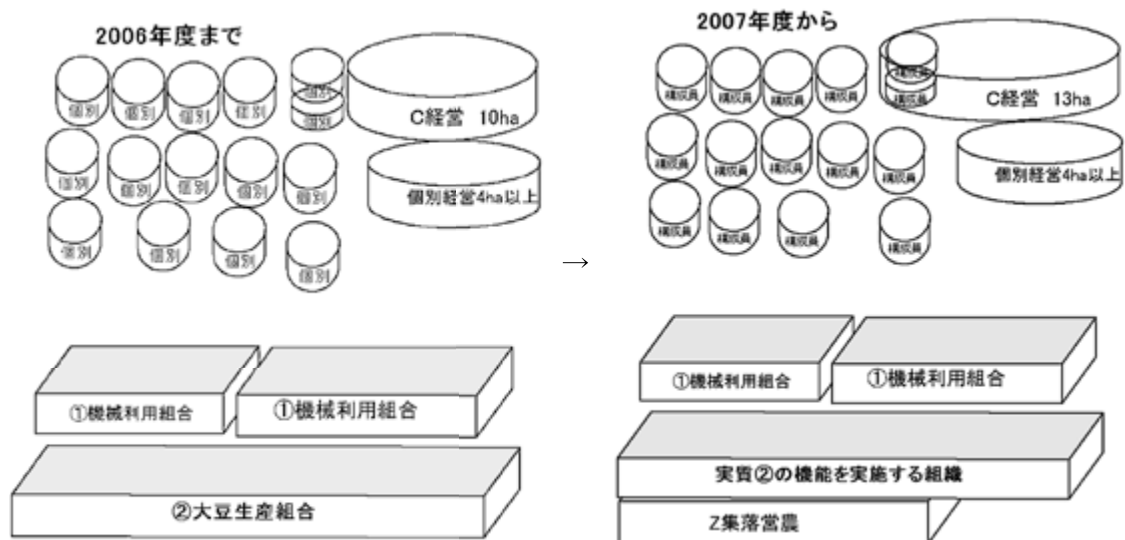 2006年度まで
個別
個別
個別
個別
個別
個別
C経営 10ha
個別
個別
個別
個別
個別
個別経営4ha以上
個別
個別
個別
個別
①機械利用組合
①機械利用組合
②大豆生産組合
→
2007年度から
構成員
構成員
構成員
構成員
構成員
構成員
C経営 13ha
構成員
構成員
構成員
構成員
構成員
個別経営4ha以上
構成員
構成員
構成員
構成員
①機械利用組合
①機械利用組合
実質②の機能を実施する組織
Z集落営農